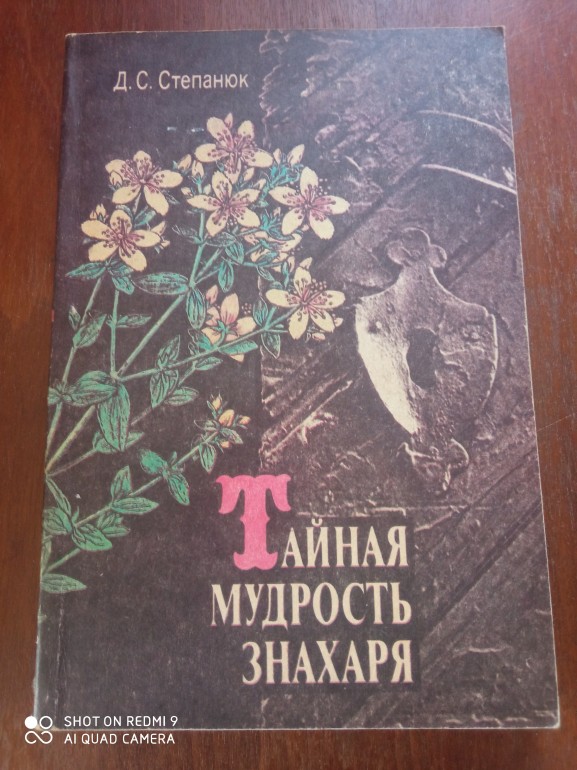 Д. С. Степанюк
ТАЙНАЯ
МУДРОСТЬ
ЗНАХАРЯ
SHOT ON REDMI 9
AI QUAD CAMERA